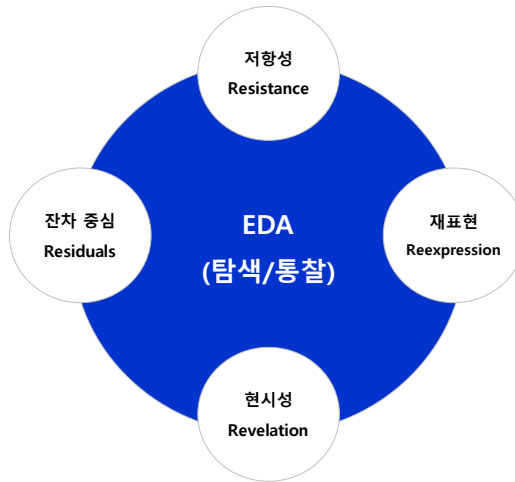 저항성
Resistance
잔차 중심
Residuals
EDA
(탐색/통찰)
재표현
Reexpression
현시성
Revelation